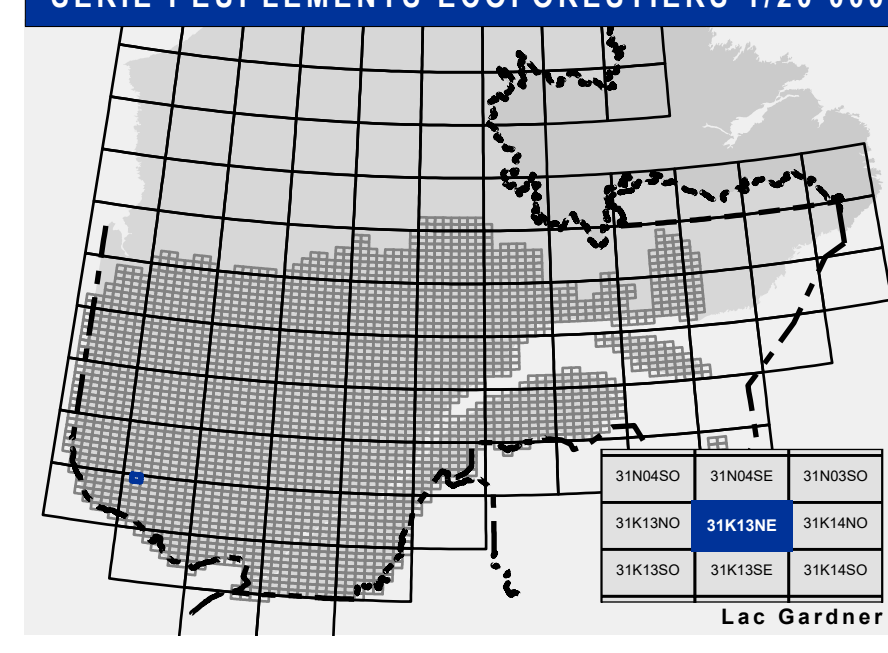 SÉRIE PEUPLEMENTS ÉCOFORESTIERS 1/20 000
31N04SO 31N04SE 31N03SO
31K13NO 31K13NE 31K14NO
31K13SO 31K13SE 31K14SO
Lac Gardner